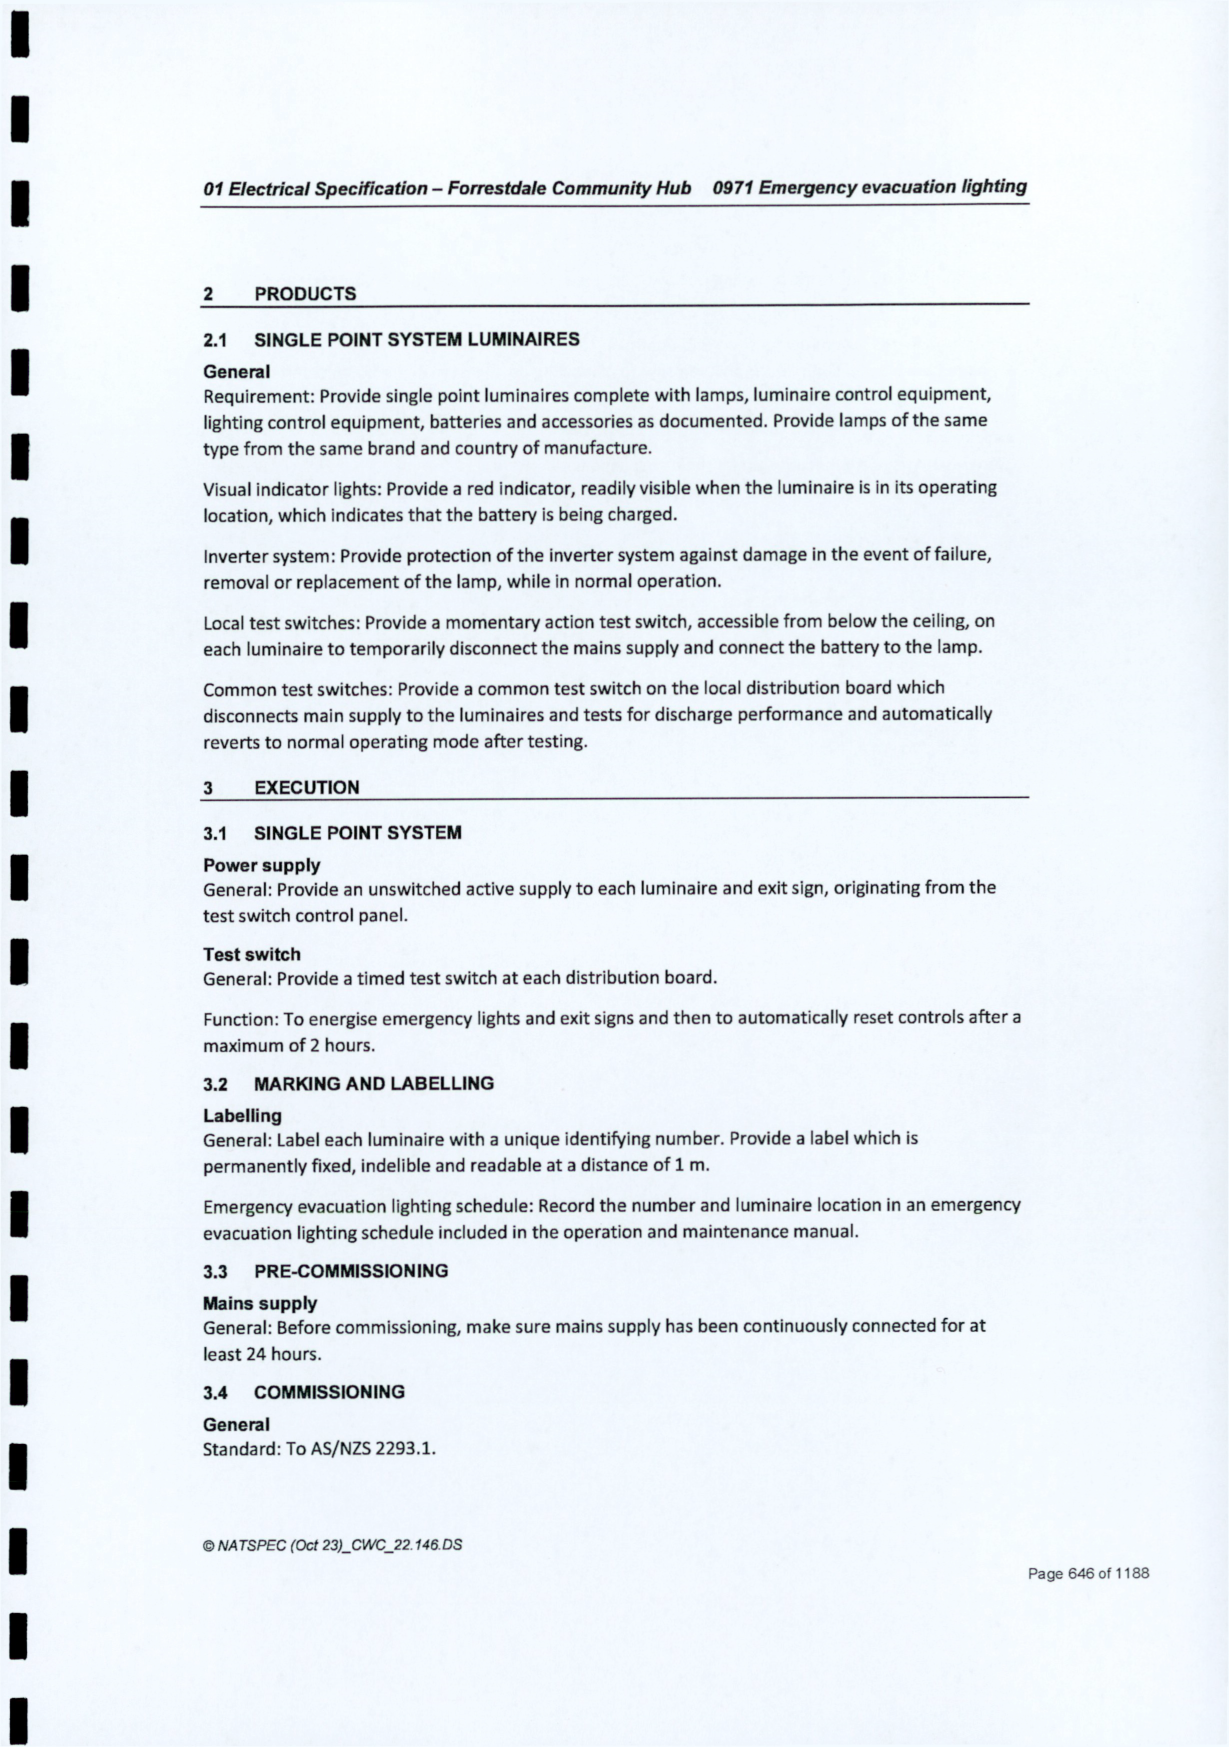 01 Electrical Specification – Forrestdale Community Hub 0971 Emergency evacuation lighting
2 PRODUCTS
2.1 SINGLE POINT SYSTEM LUMINAIRES
General
Requirement: Provide single point luminaires complete with lamps, luminaire control equipment,
lighting control equipment, batteries and accessories as documented. Provide lamps of the same
type from the same brand and country of manufacture.
Visual indicator lights: Provide a red indicator, readily visible when the luminaire is in its operating
location, which indicates that the battery is being charged.
Inverter system: Provide protection of the inverter system against damage in the event of failure,
removal or replacement of the lamp, while in normal operation.
Local test switches: Provide a momentary action test switch, accessible from below the ceiling, on
each luminaire to temporarily disconnect the mains supply and connect the battery to the lamp.
Common test switches: Provide a common test switch on the local distribution board which
disconnects main supply to the luminaires and tests for discharge performance and automatically
reverts to normal operating mode after testing.
3 EXECUTION
3.1 SINGLE POINT SYSTEM
Power supply
General: Provide an unswitched active supply to each luminaire and exit sign, originating from the
test switch control panel.
Test switch
General: Provide a timed test switch at each distribution board.
Function: To energise emergency lights and exit signs and then to automatically reset controls after a
maximum of 2 hours.
3.2 MARKING AND LABELLING
Labelling
General: Label each luminaire with a unique identifying number. Provide a label which is
permanently fixed, indelible and readable at a distance of 1 m.
Emergency evacuation lighting schedule: Record the number and luminaire location in an emergency
evacuation lighting schedule included in the operation and maintenance manual.
3.3 PRE-COMMISSIONING
Mains supply
General: Before commissioning, make sure mains supply has been continuously connected for at
least 24 hours.
3.4 COMMISSIONING
General
Standard: To AS/NZS 2293.1.
© NATSPEC (Oct 23)_CWC_22.146.DS
Page 646 of 1188